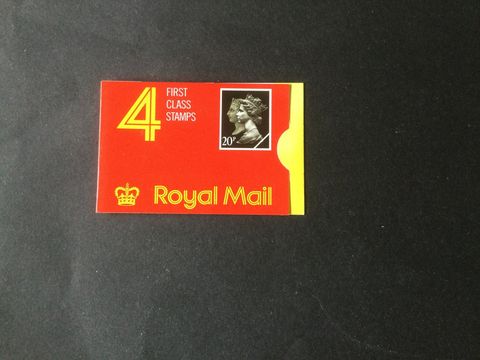 4
FIRST
CLASS
STAMPS
20P
Royal Mail